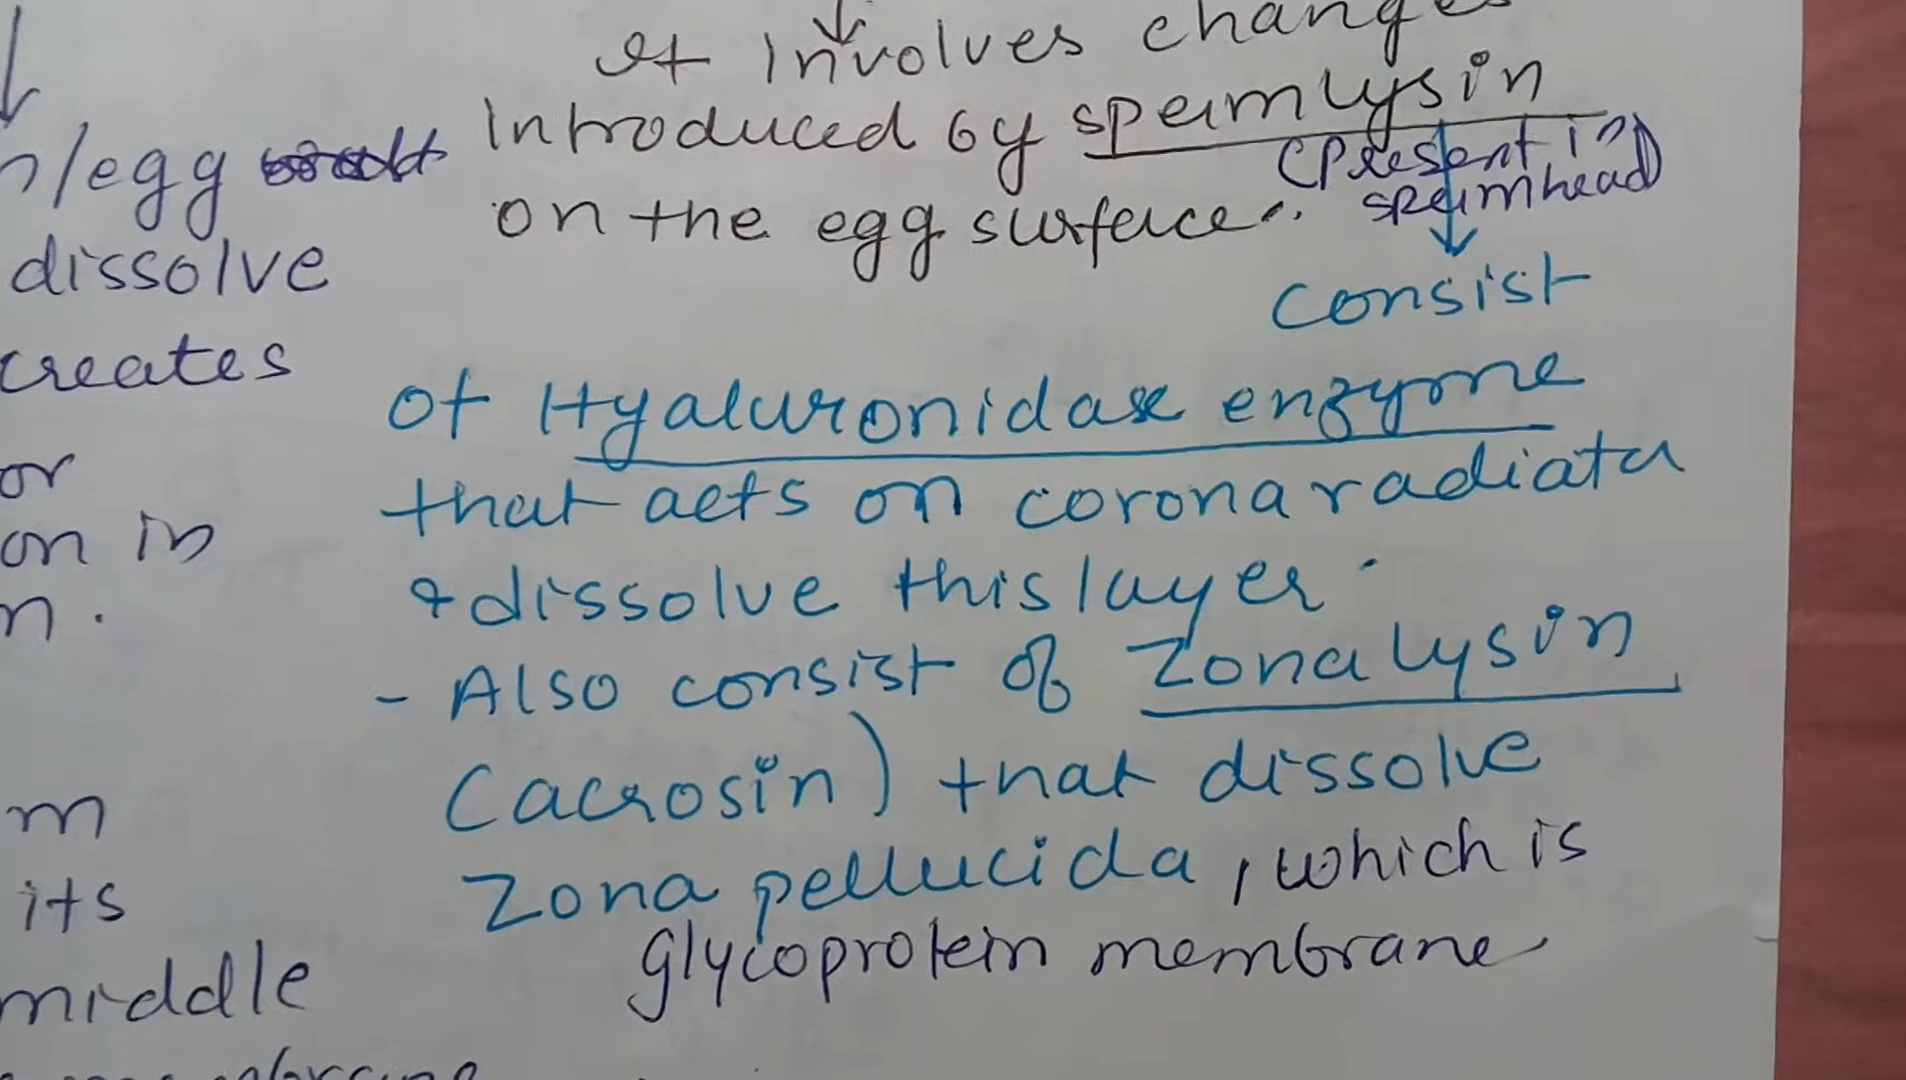 It involves changes
introduced by spermlysin
(Present in
spermhead)
on the egg surface.
consist
of Hyaluronidase enzyme
that acts on corona radiata
& dissolve this layer.
- Also consist of Zonalysin
(acrosin) that dissolve
Zona pellucida, which is
glycoprotein membrane
/egg
dissolve
creates
or
on in
n.
m
its
middle